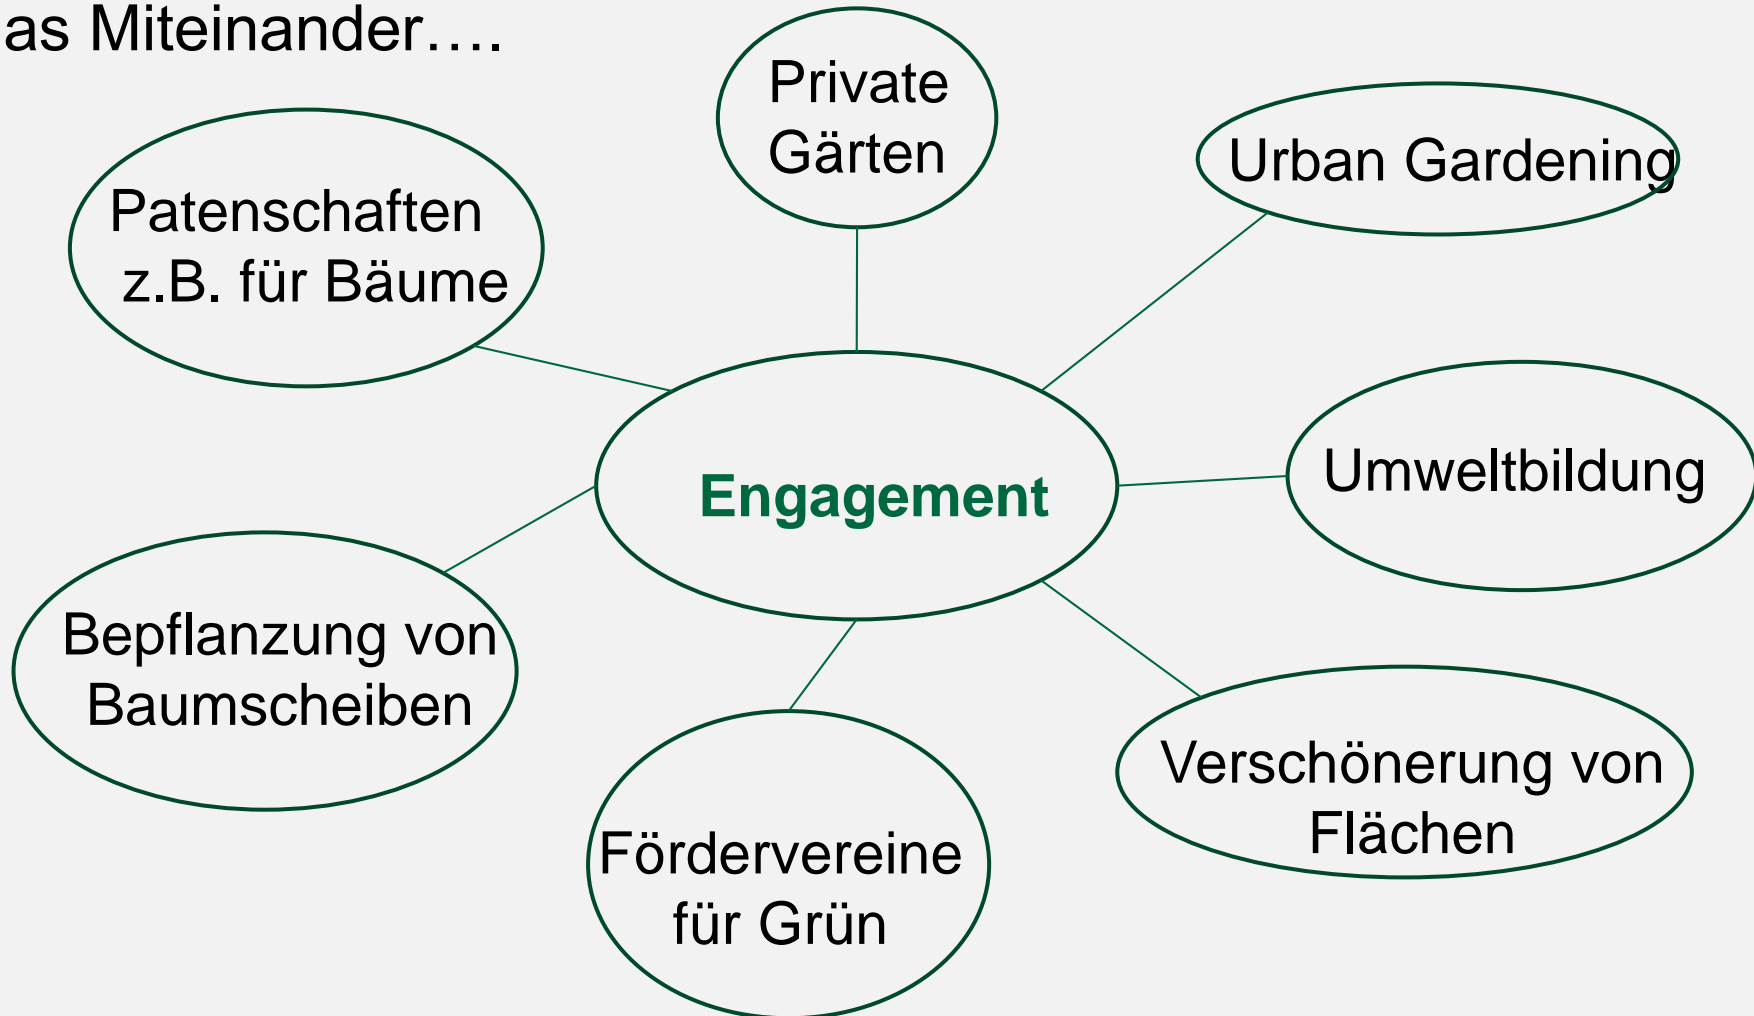 as Miteinander….
Private
Gärten
Urban Gardening
Patenschaften
z.B. für Bäume
Engagement
Umweltbildung
Bepflanzung von
Baumscheiben
Verschönerung von
Flächen
Fördervereine
für Grün